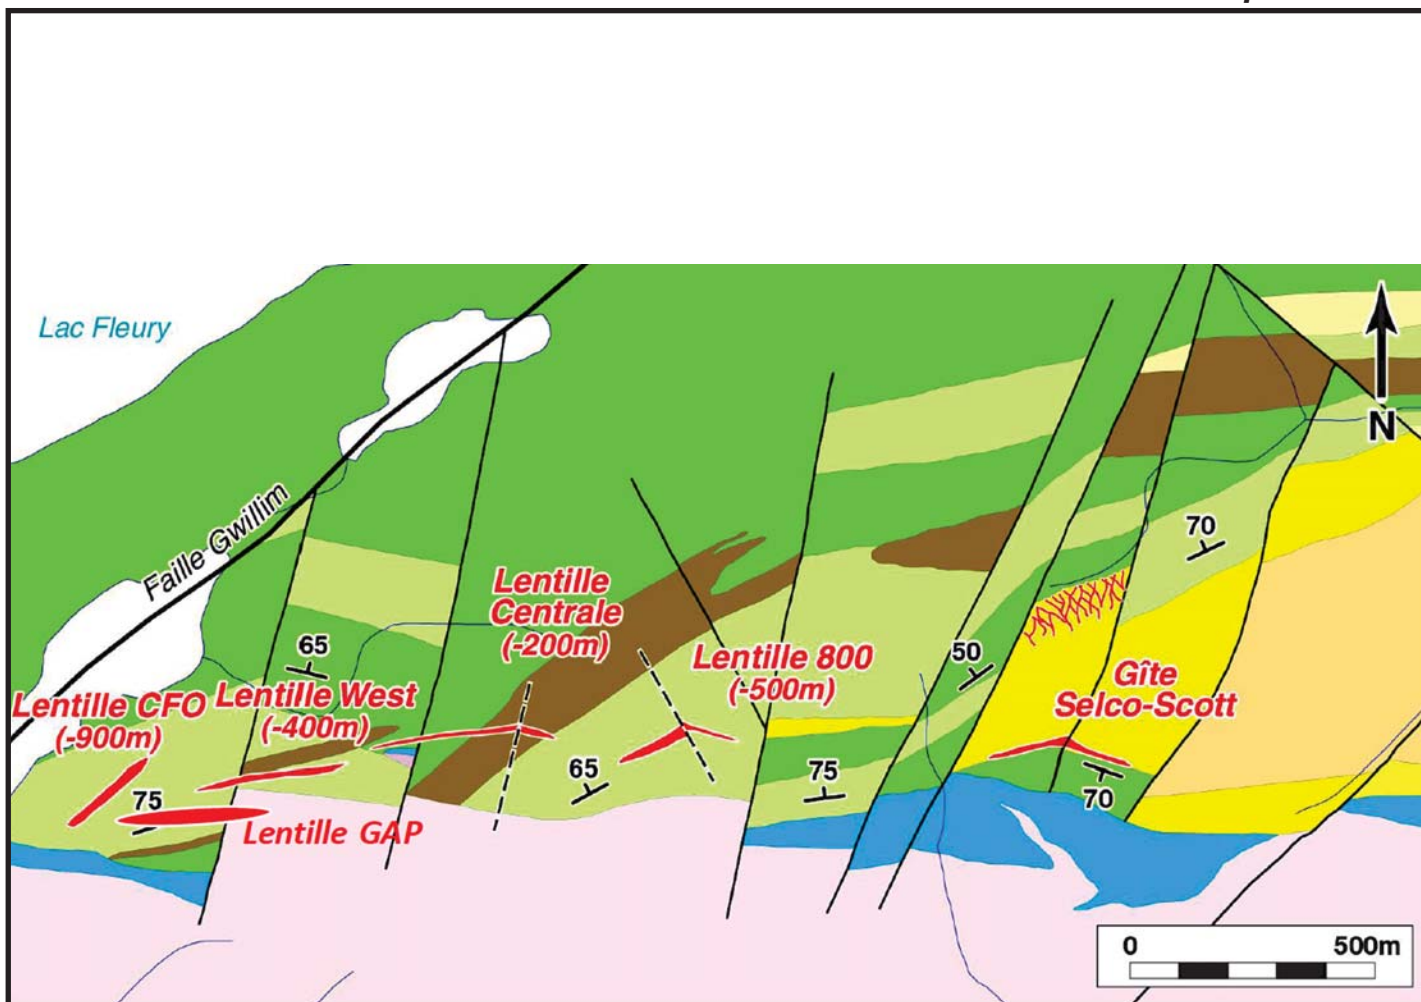 Lac Fleury
N
Faille Gwillim
70
Lentille
Centrale
(-200m)
65
50
Lentille 800
(-500m)
Gîte
Selco-Scott
Lentille CFO
(-900m)
Lentille West
(-400m)
75
65
75
70
Lentille GAP
0 500m